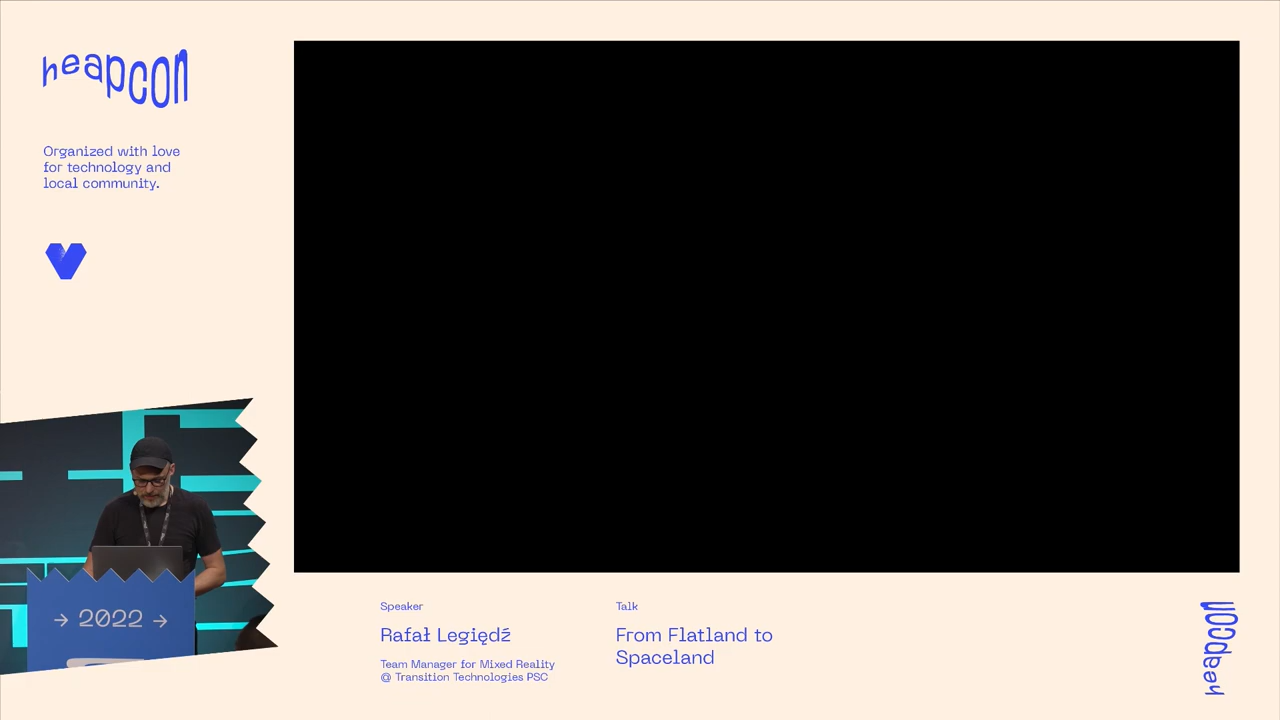 heapcon
Organized with love
for technology and
local community.
→ 2022 →
Speaker
Rafał Legiędź
Team Manager for Mixed Reality
@ Transition Technologies PSC
Talk
From Flatland to
Spaceland
heapcon